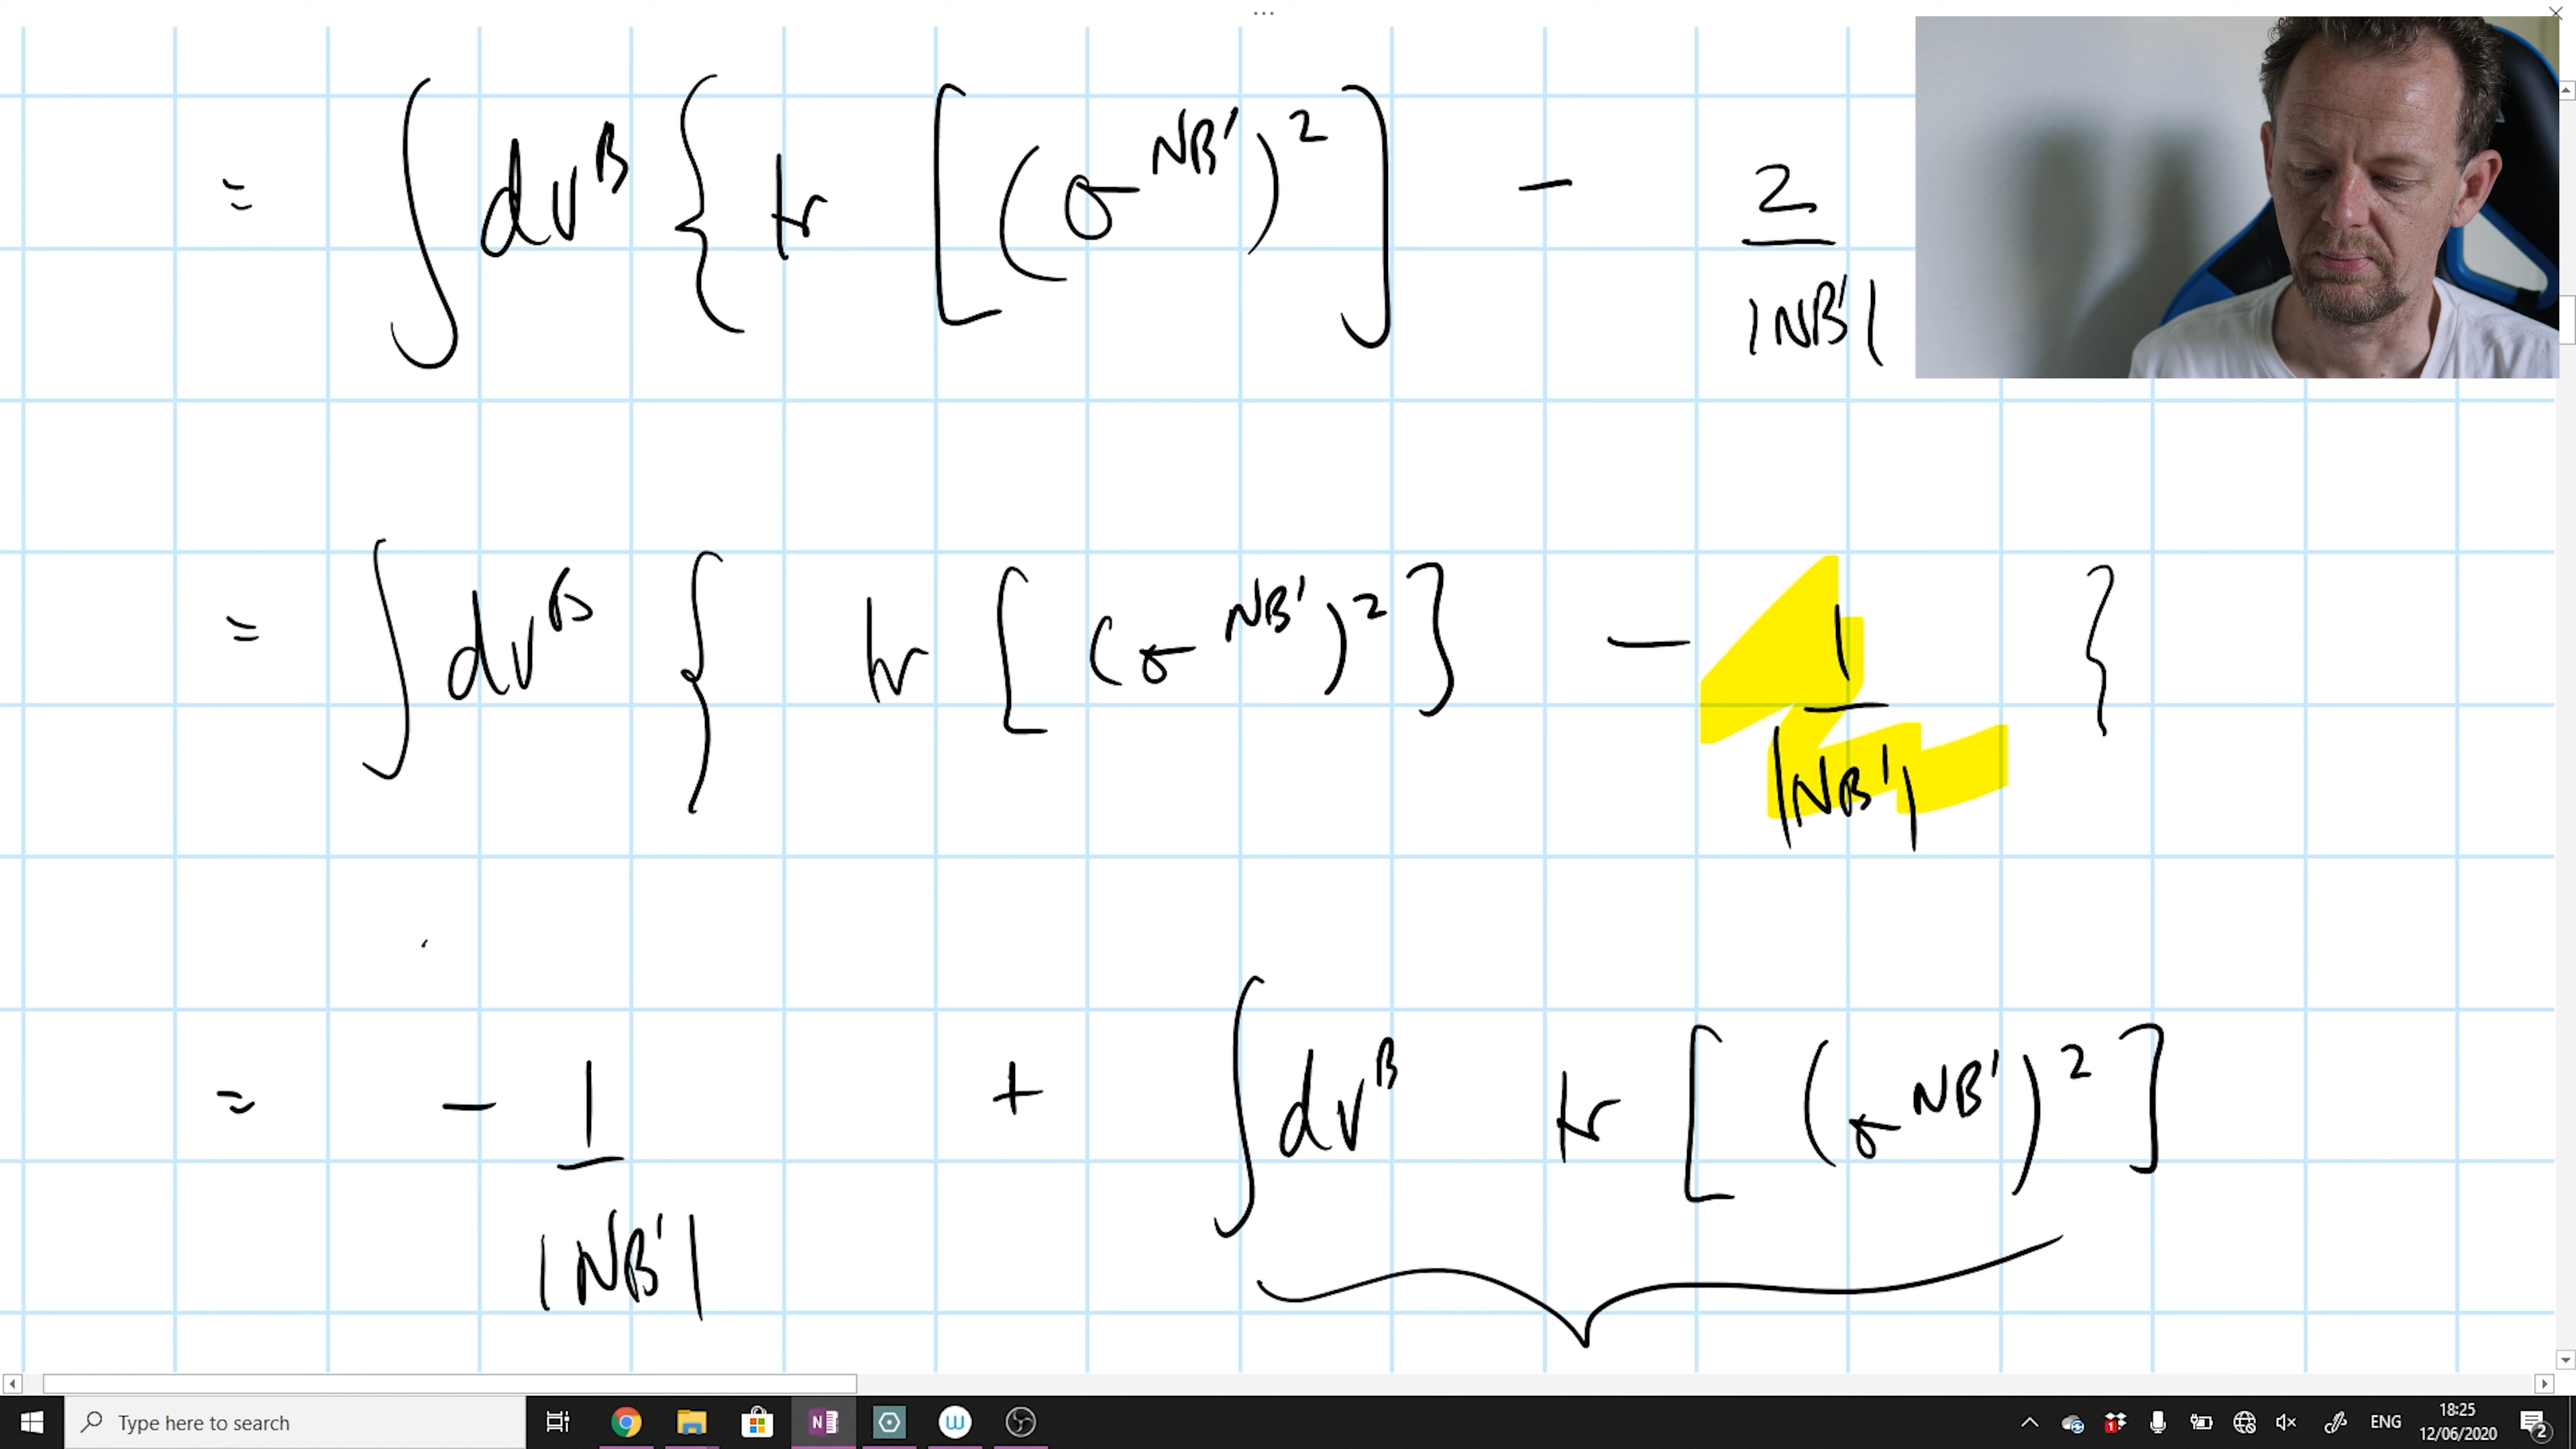 = ∫ dV^B { tr [ (σ^{NB'})^2 ] - 2/|NB'|
= ∫ dV^B { tr [ (σ^{NB'})^2 ] - 1/|NB'| }
= - 1/|NB'| + ∫ dV^B tr [ (σ^{NB'})^2 ]
Type here to search
ENG
18:25
12/06/2020